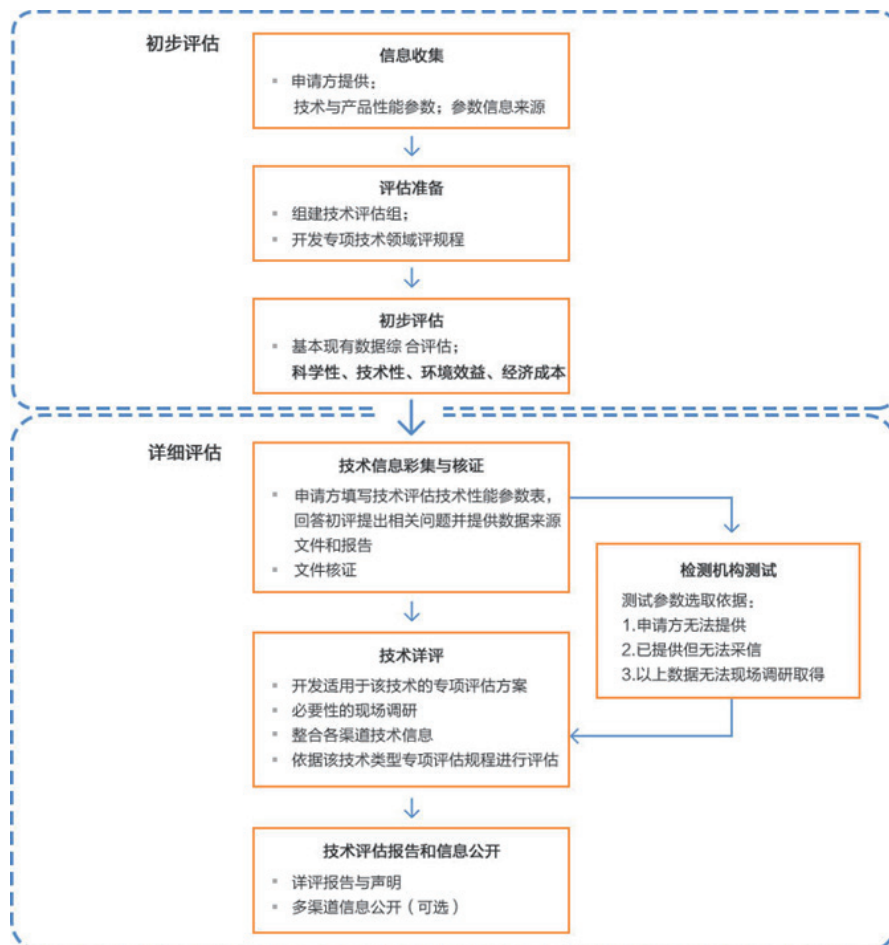 初步评估
信息收集
▪ 申请方提供；
技术与产品性能参数；参数信息来源
评估准备
▪ 组建技术评估组；
▪ 开发专项技术领域评规程
初步评估
▪ 基本现有数据综 合评估；
科学性、技术性、环境效益、经济成本
详细评估
技术信息彩集与核证
▪ 申请方填写技术评估技术性能参数表，
回答初评提出相关问题并提供数据来源
文件和报告
▪ 文件核证
检测机构测试
测试参数选取依据：
1.申请方无法提供
2.已提供但无法采信
3.以上数据无法现场调研取得
技术详评
▪ 开发适用于该技术的专项评估方案
▪ 必要性的现场调研
▪ 整合各渠道技术信息
▪ 依据该技术类型专项评估规程进行评估
技术评估报告和信息公开
▪ 详评报告与声明
▪ 多渠道信息公开（可选）